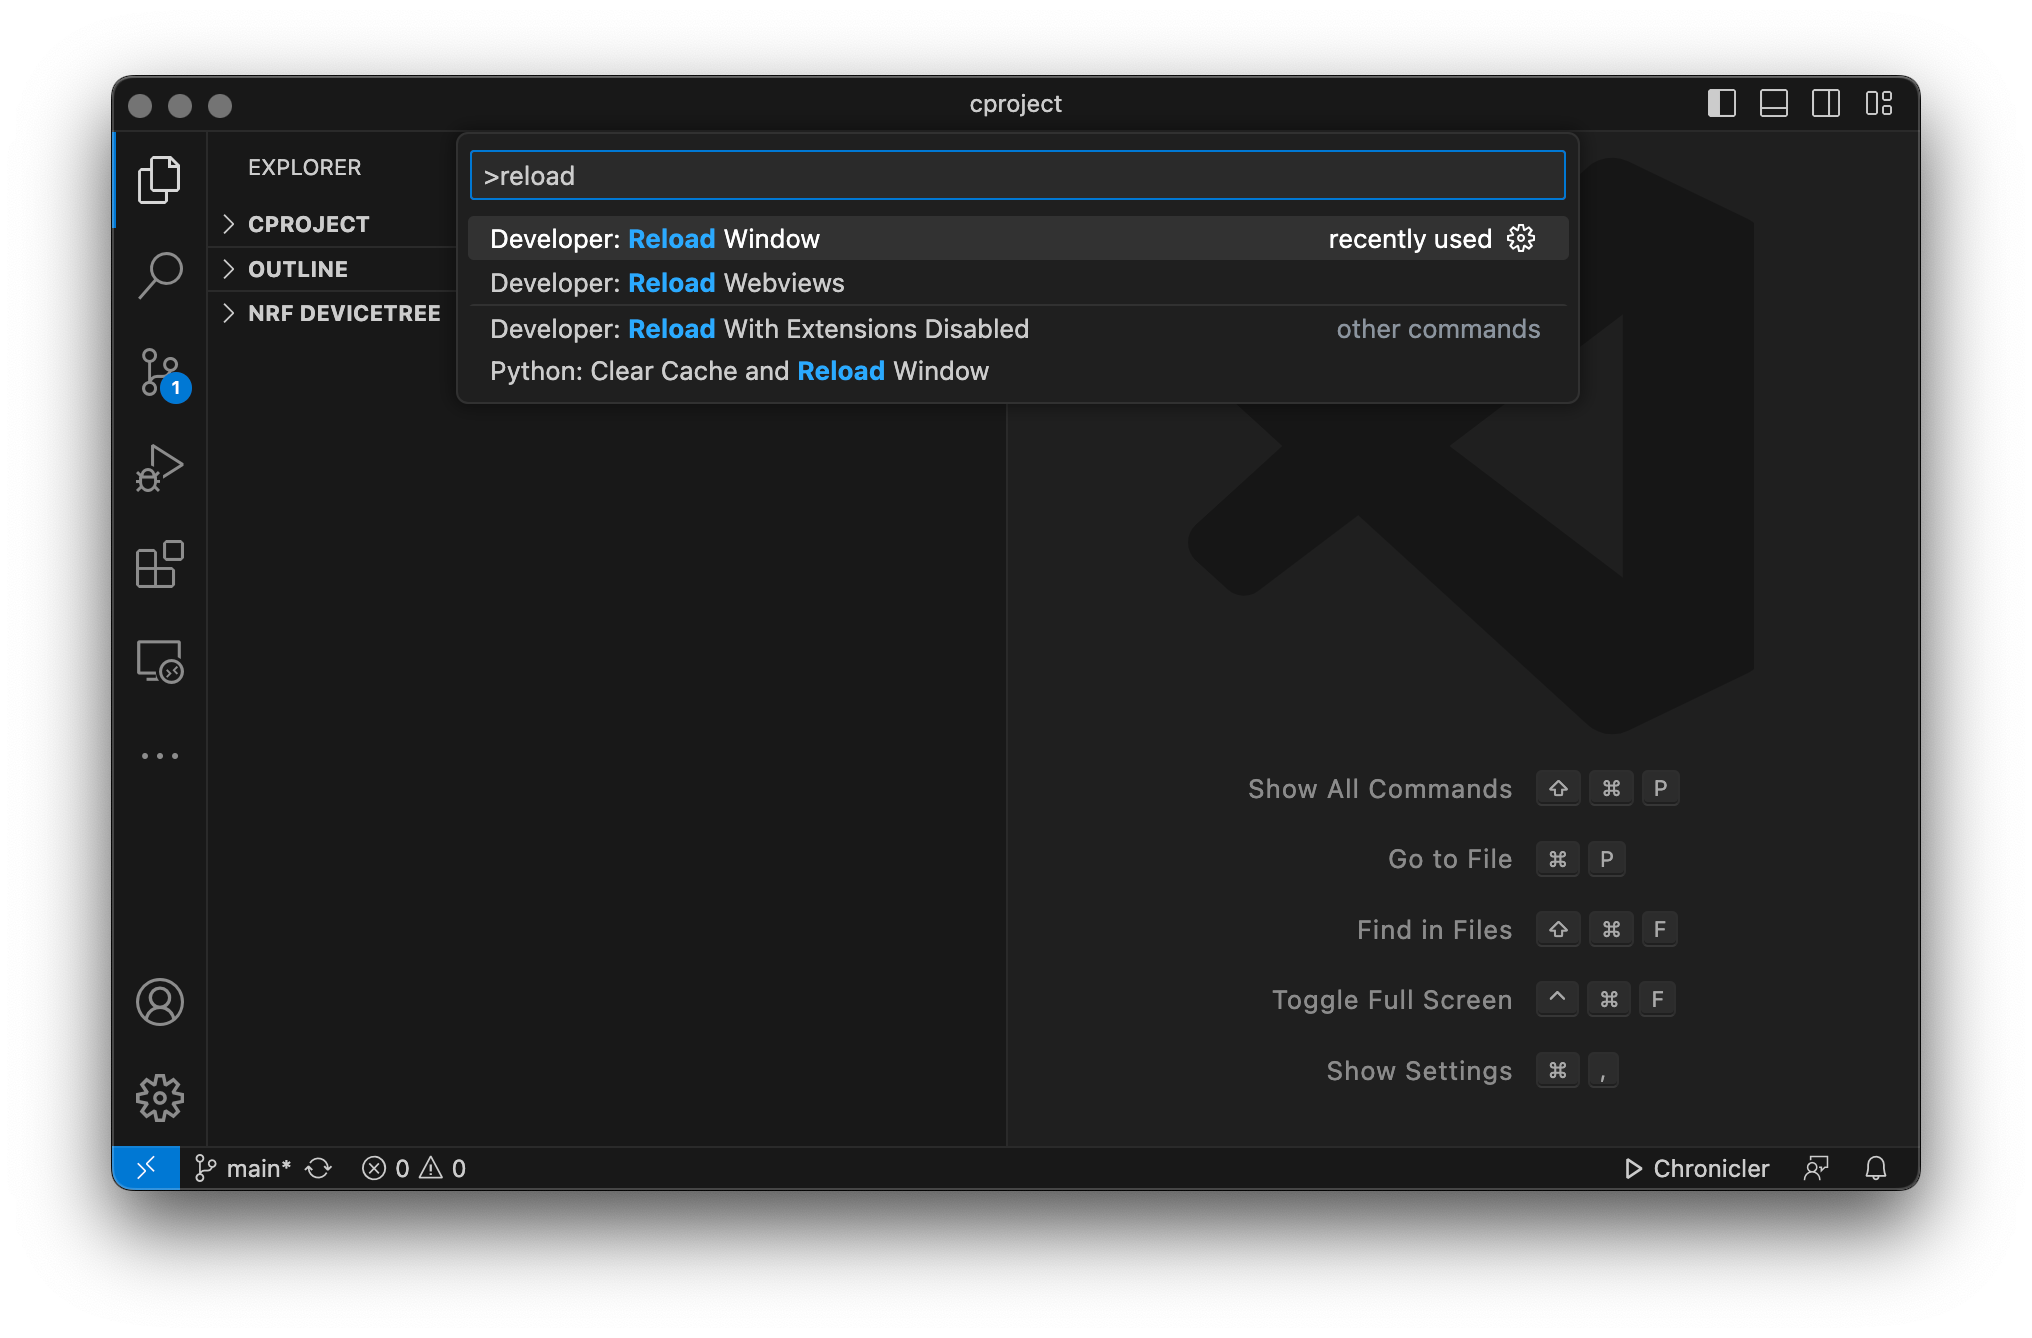 cproject
EXPLORER
CPROJECT
OUTLINE
NRF DEVICETREE
>reload
Developer: Reload Window recently used
Developer: Reload Webviews
Developer: Reload With Extensions Disabled other commands
Python: Clear Cache and Reload Window
1
Show All Commands ⇧ ⌘ P
Go to File ⌘ P
Find in Files ⇧ ⌘ F
Toggle Full Screen ^ ⌘ F
Show Settings ⌘ ,
main* 0 0 Chronicler